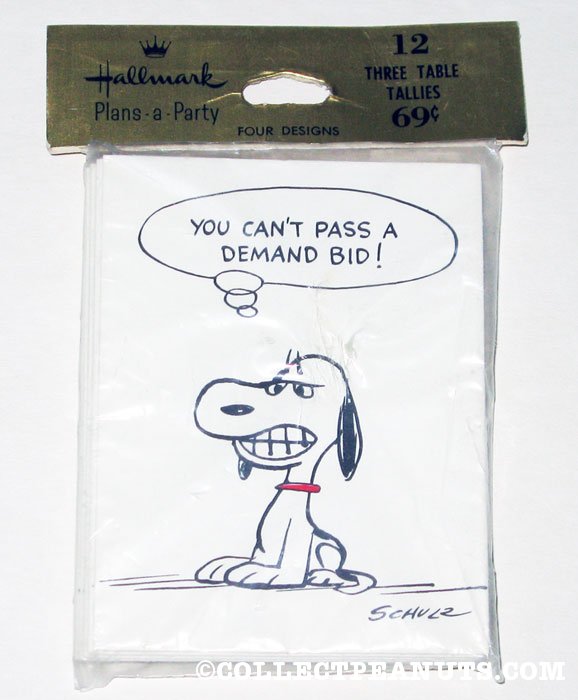 Hallmark
Plans-a-Party
FOUR DESIGNS
12
THREE TABLE
TALLIES
69¢
YOU CAN'T PASS A
DEMAND BID!
SCHULZ
©COLLECTPEANUTS.COM